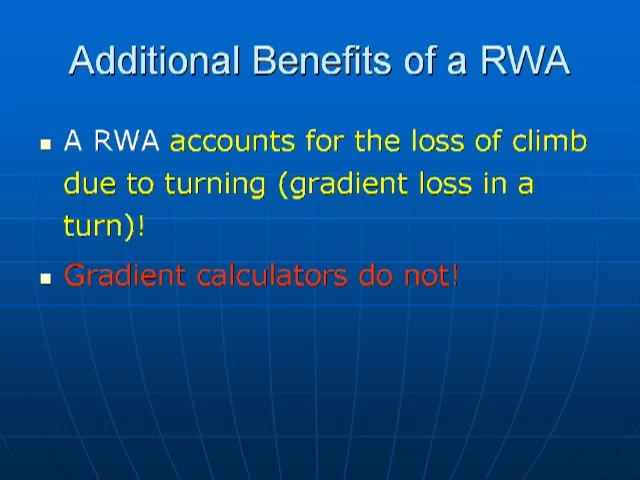 Additional Benefits of a RWA
A RWA accounts for the loss of climb
due to turning (gradient loss in a
turn)!
Gradient calculators do not!